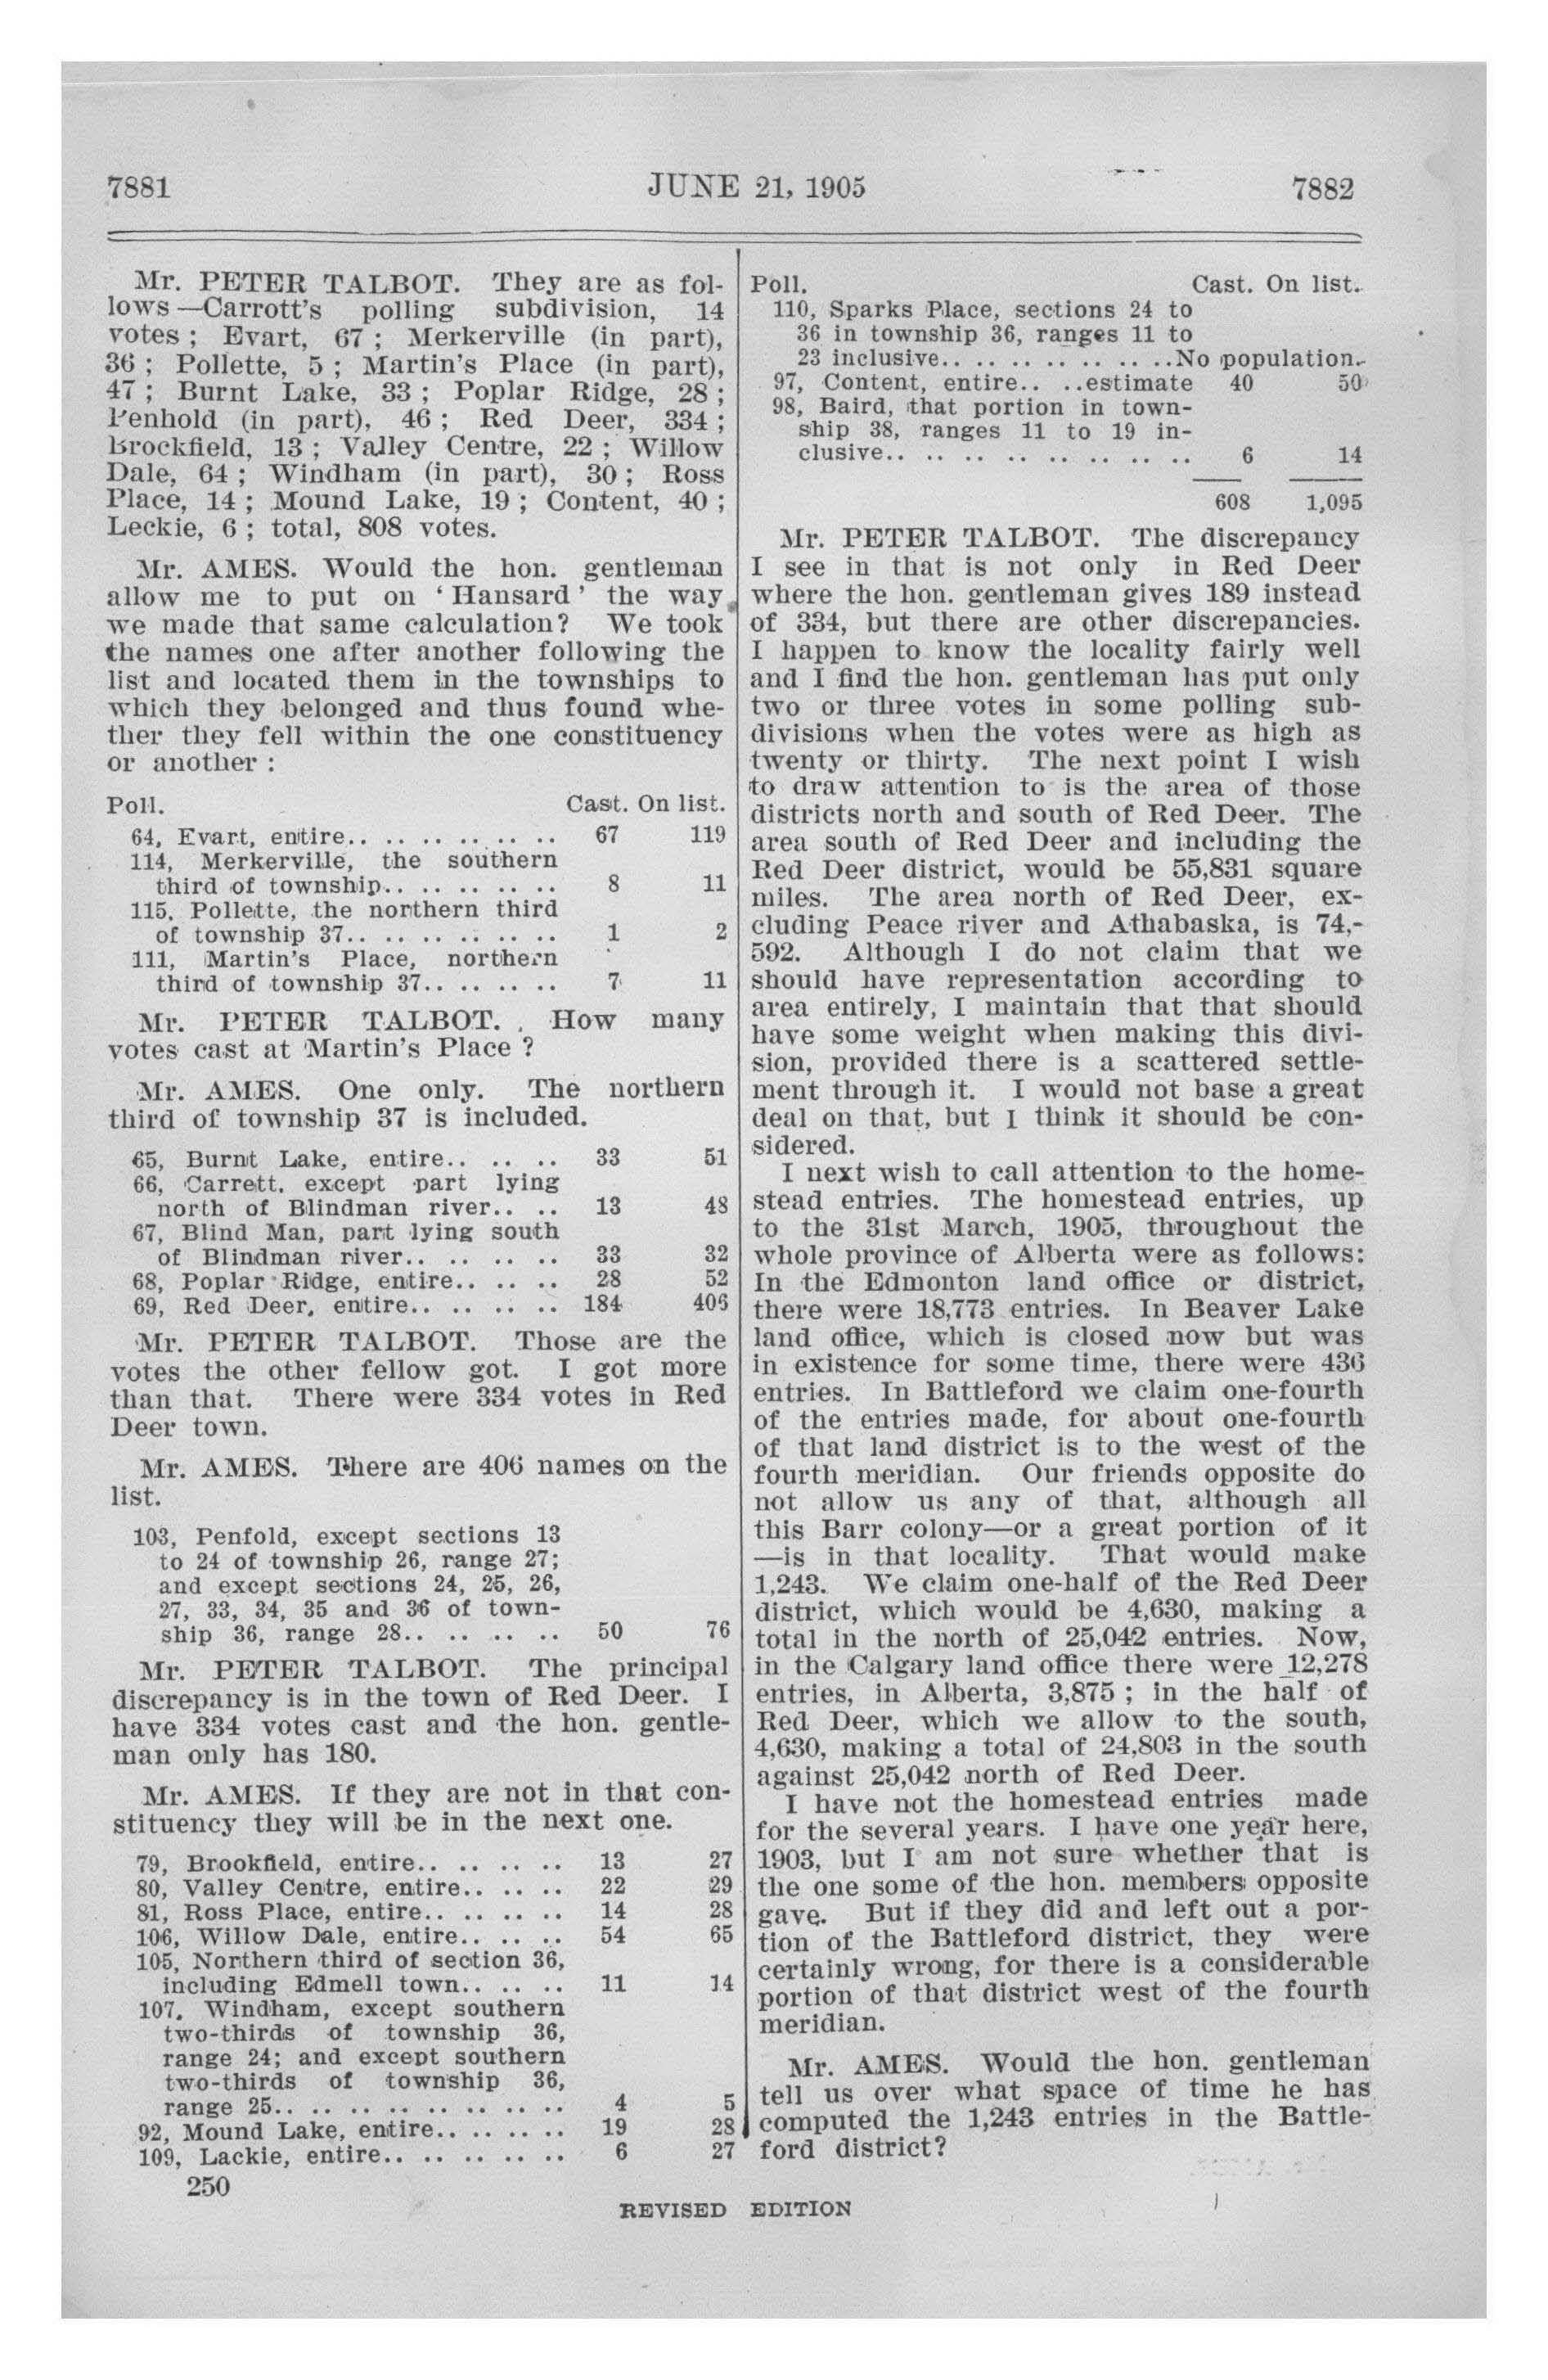 7881 JUNE 21, 1905 7882
Mr. PETER TALBOT. They are as fol-
lows—Carrott's polling subdivision, 14
votes ; Evart, 67 ; Merkerville (in part),
36 ; Pollette, 5 ; Martin's Place (in part),
47 ; Burnt Lake, 33 ; Poplar Ridge, 28 ;
Penhold (in part), 46 ; Red Deer, 334 ;
Brockfield, 13 ; Valley Centre, 22 ; Willow
Dale, 64 ; Windham (in part), 30 ; Ross
Place, 14 ; Mound Lake, 19 ; Content, 40 ;
Leckie, 6 ; total, 808 votes.
Mr. AMES. Would the hon. gentleman
allow me to put on ' Hansard ' the way
we made that same calculation? We took
the names one after another following the
list and located them in the townships to
which they belonged and thus found whe-
ther they fell within the one constituency
or another :
Poll. Cast. On list.
64, Evart, entire.. .. .. .. .. .. 67 119
114, Merkerville, the southern
third of township.. .. .. .. .. 8 11
115, Pollette, the northern third
of township 37.. .. .. .. .. .. 1 2
111, Martin's Place, northern
third of township 37.. .. .. .. 7 11
Mr. PETER TALBOT. How many
votes cast at Martin's Place ?
Mr. AMES. One only. The northern
third of township 37 is included.
65, Burnt Lake, entire.. .. .. 33 51
66, Carrett, except part lying
north of Blindman river.. .. 13 48
67, Blind Man, part lying south
of Blindman river.. .. .. .. 33 32
68, Poplar Ridge, entire.. .. .. 28 52
69, Red Deer, entire.. .. .. .. 184 406
Mr. PETER TALBOT. Those are the
votes the other fellow got. I got more
than that. There were 334 votes in Red
Deer town.
Mr. AMES. There are 406 names on the
list.
103, Penfold, except sections 13
to 24 of township 26, range 27;
and except sections 24, 25, 26,
27, 33, 34, 35 and 36 of town-
ship 36, range 28.. .. .. .. 50 76
Mr. PETER TALBOT. The principal
discrepancy is in the town of Red Deer. I
have 334 votes cast and the hon. gentle-
man only has 180.
Mr. AMES. If they are not in that con-
stituency they will be in the next one.
79, Brookfield, entire.. .. .. .. 13 27
80, Valley Centre, entire.. .. .. 22 29
81, Ross Place, entire.. .. .. .. 14 28
106, Willow Dale, entire.. .. .. 54 65
105, Northern third of section 36,
including Edmell town.. .. .. 11 14
107, Windham, except southern
two-thirds of township 36,
range 24; and except southern
two-thirds of township 36,
range 25.. .. .. .. .. .. .. .. 4 5
92, Mound Lake, entire.. .. .. .. 19 28
109, Lackie, entire.. .. .. .. .. 6 27
250
Poll. Cast. On list.
110, Sparks Place, sections 24 to
36 in township 36, ranges 11 to
23 inclusive.. .. .. .. .. .. ..No population.
97, Content, entire.. ..estimate 40 50
98, Baird, that portion in town-
ship 38, ranges 11 to 19 in-
clusive.. .. .. .. .. .. .. .. 6 14
608 1,095
Mr. PETER TALBOT. The discrepancy
I see in that is not only in Red Deer
where the hon. gentleman gives 189 instead
of 334, but there are other discrepancies.
I happen to know the locality fairly well
and I find the hon. gentleman has put only
two or three votes in some polling sub-
divisions when the votes were as high as
twenty or thirty. The next point I wish
to draw attention to is the area of those
districts north and south of Red Deer. The
area south of Red Deer and including the
Red Deer district, would be 55,831 square
miles. The area north of Red Deer, ex-
cluding Peace river and Athabaska, is 74,-
592. Although I do not claim that we
should have representation according to
area entirely, I maintain that that should
have some weight when making this divi-
sion, provided there is a scattered settle-
ment through it. I would not base a great
deal on that, but I think it should be con-
sidered.
I next wish to call attention to the home-
stead entries. The homestead entries, up
to the 31st March, 1905, throughout the
whole province of Alberta were as follows:
In the Edmonton land office or district,
there were 18,773 entries. In Beaver Lake
land office, which is closed now but was
in existence for some time, there were 436
entries. In Battleford we claim one-fourth
of the entries made, for about one-fourth
of that land district is to the west of the
fourth meridian. Our friends opposite do
not allow us any of that, although all
this Barr colony—or a great portion of it
—is in that locality. That would make
1,243. We claim one-half of the Red Deer
district, which would be 4,630, making a
total in the north of 25,042 entries. Now,
in the Calgary land office there were 12,278
entries, in Alberta, 3,875 ; in the half of
Red Deer, which we allow to the south,
4,630, making a total of 24,803 in the south
against 25,042 north of Red Deer.
I have not the homestead entries made
for the several years. I have one year here,
1903, but I am not sure whether that is
the one some of the hon. members opposite
gave. But if they did and left out a por-
tion of the Battleford district, they were
certainly wrong, for there is a considerable
portion of that district west of the fourth
meridian.
Mr. AMES. Would the hon. gentleman
tell us over what space of time he has
computed the 1,243 entries in the Battle-
ford district?
REVISED EDITION